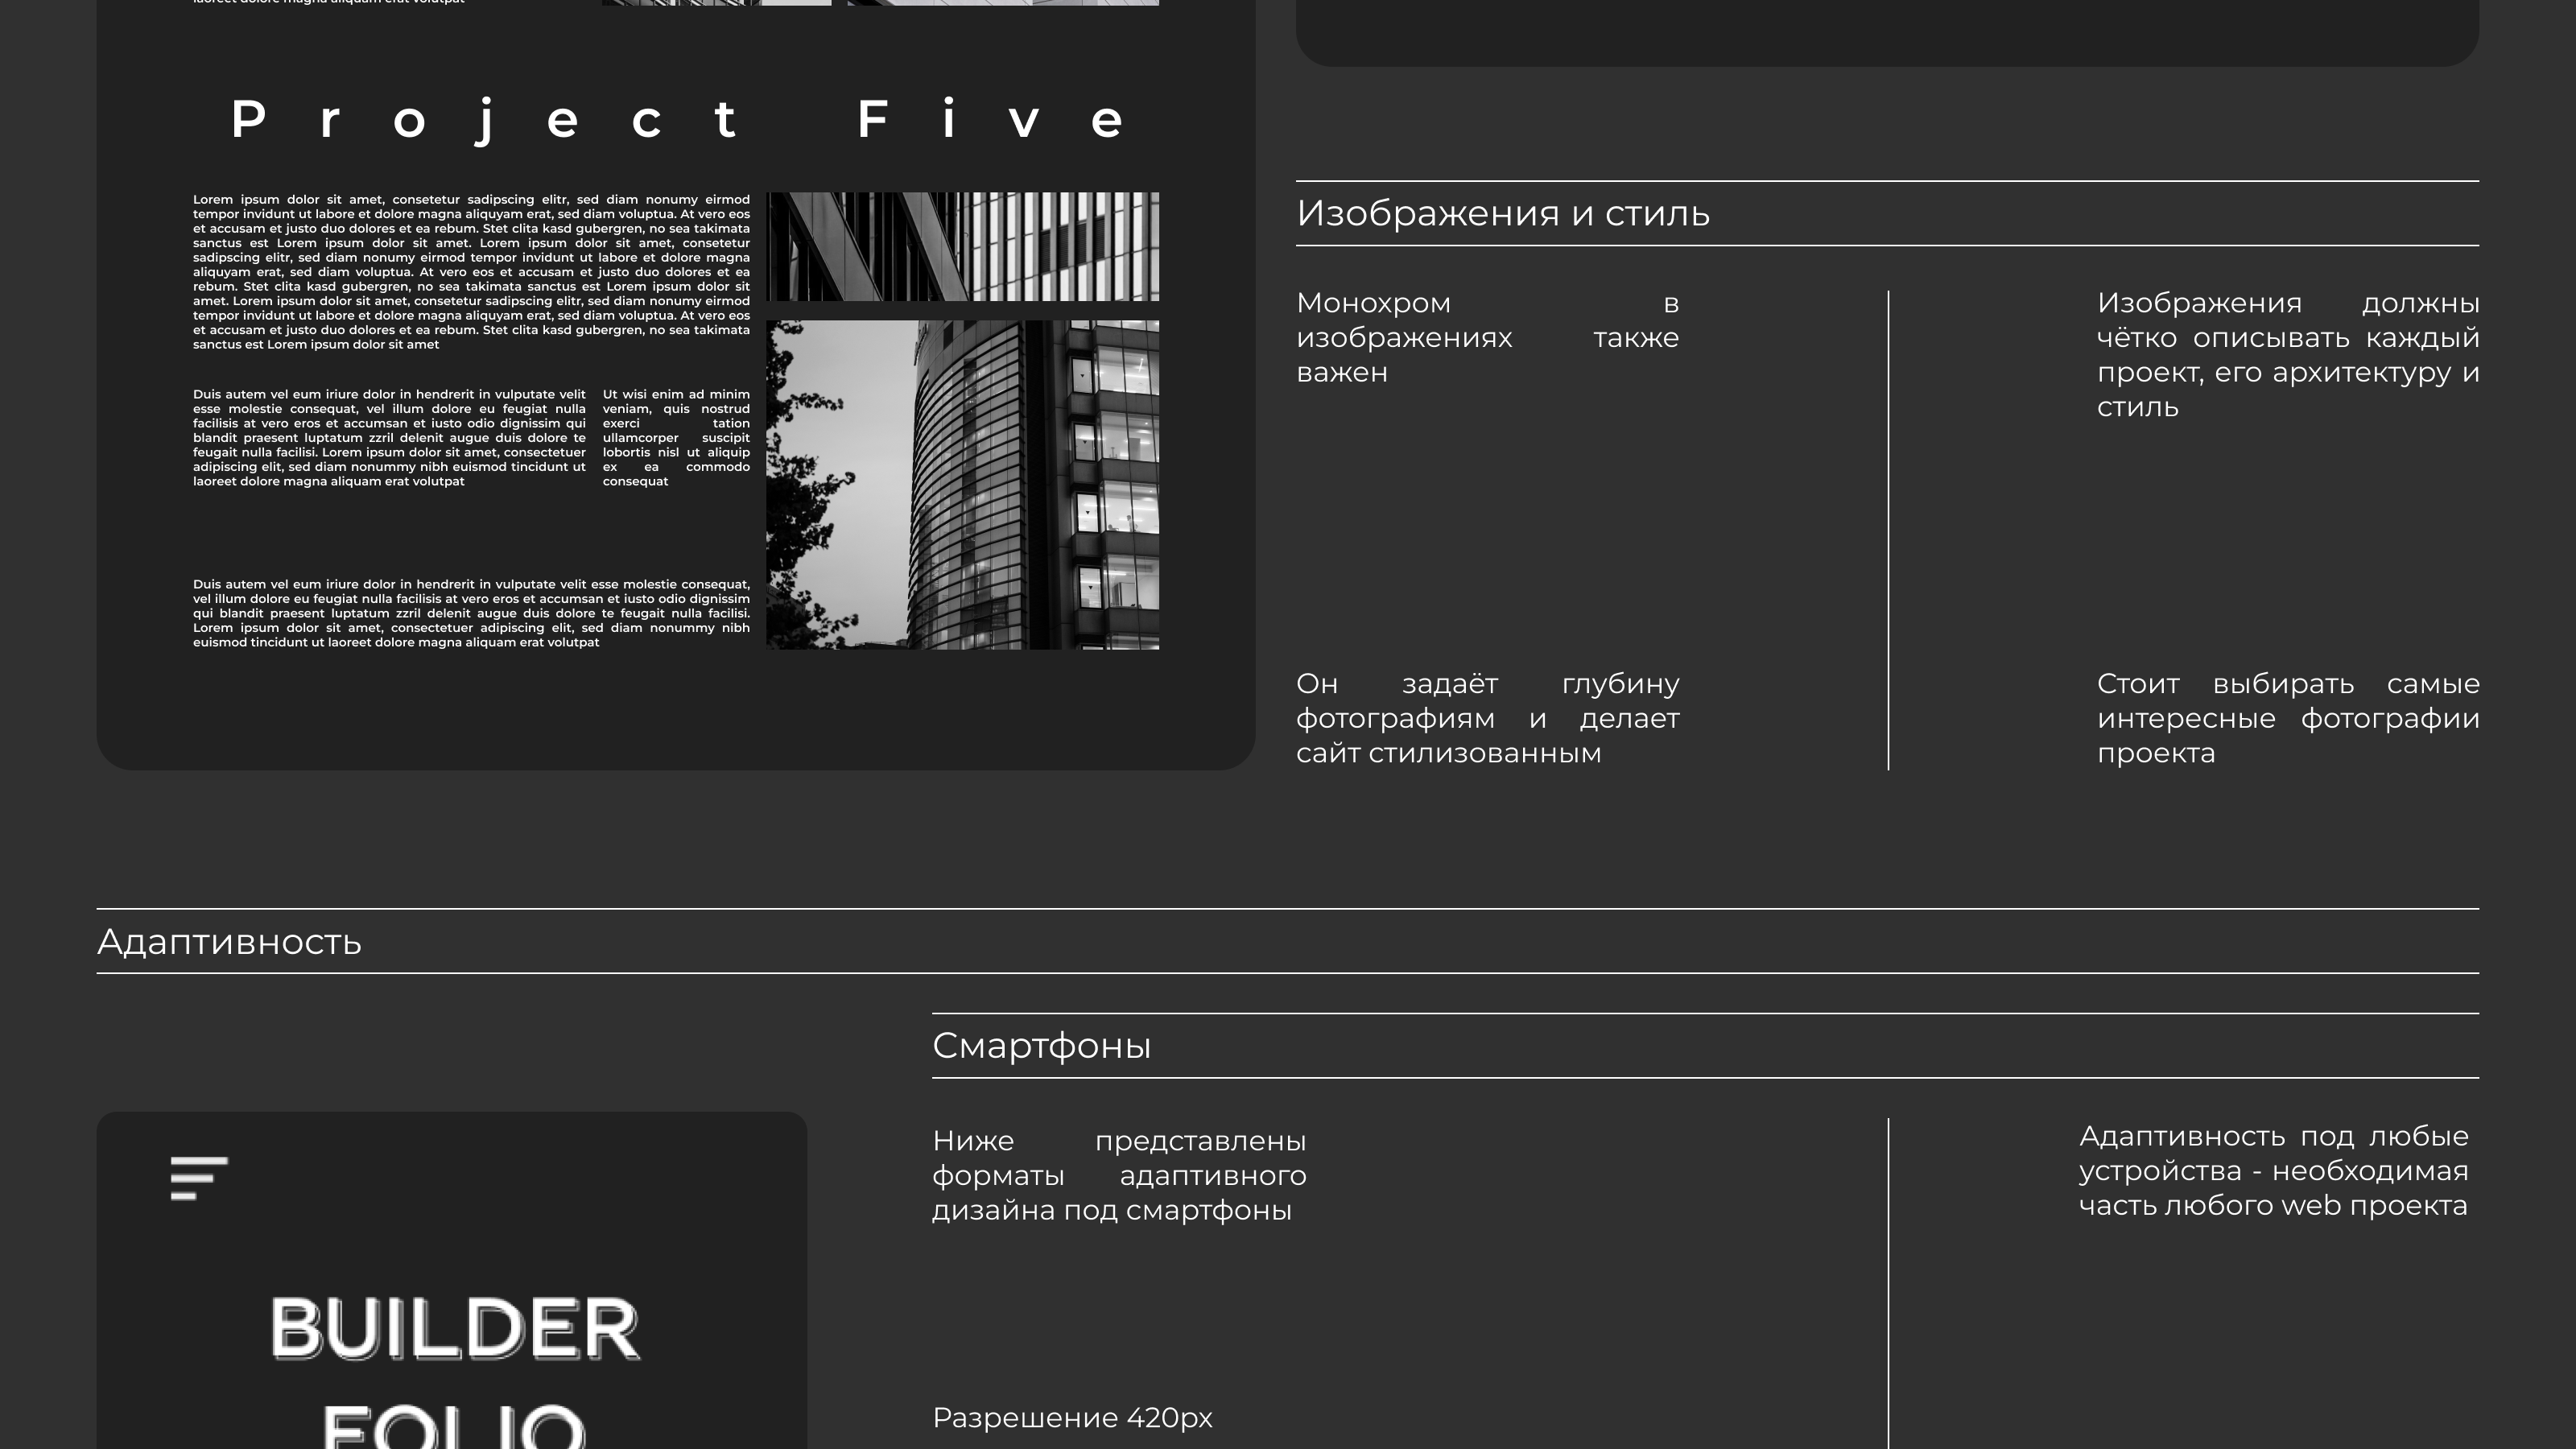 laoreet dolore magna aliquam erat volutpat
Project Five
Lorem ipsum dolor sit amet, consetetur sadipscing elitr, sed diam nonumy eirmod
tempor invidunt ut labore et dolore magna aliquyam erat, sed diam voluptua. At vero eos
et accusam et justo duo dolores et ea rebum. Stet clita kasd gubergren, no sea takimata
sanctus est Lorem ipsum dolor sit amet. Lorem ipsum dolor sit amet, consetetur
sadipscing elitr, sed diam nonumy eirmod tempor invidunt ut labore et dolore magna
aliquyam erat, sed diam voluptua. At vero eos et accusam et justo duo dolores et ea
rebum. Stet clita kasd gubergren, no sea takimata sanctus est Lorem ipsum dolor sit
amet. Lorem ipsum dolor sit amet, consetetur sadipscing elitr, sed diam nonumy eirmod
tempor invidunt ut labore et dolore magna aliquyam erat, sed diam voluptua. At vero eos
et accusam et justo duo dolores et ea rebum. Stet clita kasd gubergren, no sea takimata
sanctus est Lorem ipsum dolor sit amet
Duis autem vel eum iriure dolor in hendrerit in vulputate velit
esse molestie consequat, vel illum dolore eu feugiat nulla
facilisis at vero eros et accumsan et iusto odio dignissim qui
blandit praesent luptatum zzril delenit augue duis dolore te
feugait nulla facilisi. Lorem ipsum dolor sit amet, consectetuer
adipiscing elit, sed diam nonummy nibh euismod tincidunt ut
laoreet dolore magna aliquam erat volutpat
Ut wisi enim ad minim
veniam, quis nostrud
exerci tation
ullamcorper suscipit
lobortis nisl ut aliquip
ex ea commodo
consequat
Duis autem vel eum iriure dolor in hendrerit in vulputate velit esse molestie consequat,
vel illum dolore eu feugiat nulla facilisis at vero eros et accumsan et iusto odio dignissim
qui blandit praesent luptatum zzril delenit augue duis dolore te feugait nulla facilisi.
Lorem ipsum dolor sit amet, consectetuer adipiscing elit, sed diam nonummy nibh
euismod tincidunt ut laoreet dolore magna aliquam erat volutpat
Изображения и стиль
Монохром в
изображениях также
важен
Он задаёт глубину
фотографиям и делает
сайт стилизованным
Изображения должны
чётко описывать каждый
проект, его архитектуру и
стиль
Стоит выбирать самые
интересные фотографии
проекта
Адаптивность
Смартфоны
BUILDER
FOLIO
Ниже представлены
форматы адаптивного
дизайна под смартфоны
Разрешение 420px
Адаптивность под любые
устройства - необходимая
часть любого web проекта